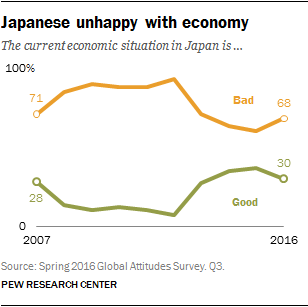 Japanese unhappy with economy
The current economic situation in Japan is ...
100%
71
Bad
68
30
28
Good
0
2007 2016
Source: Spring 2016 Global Attitudes Survey. Q3.
PEW RESEARCH CENTER